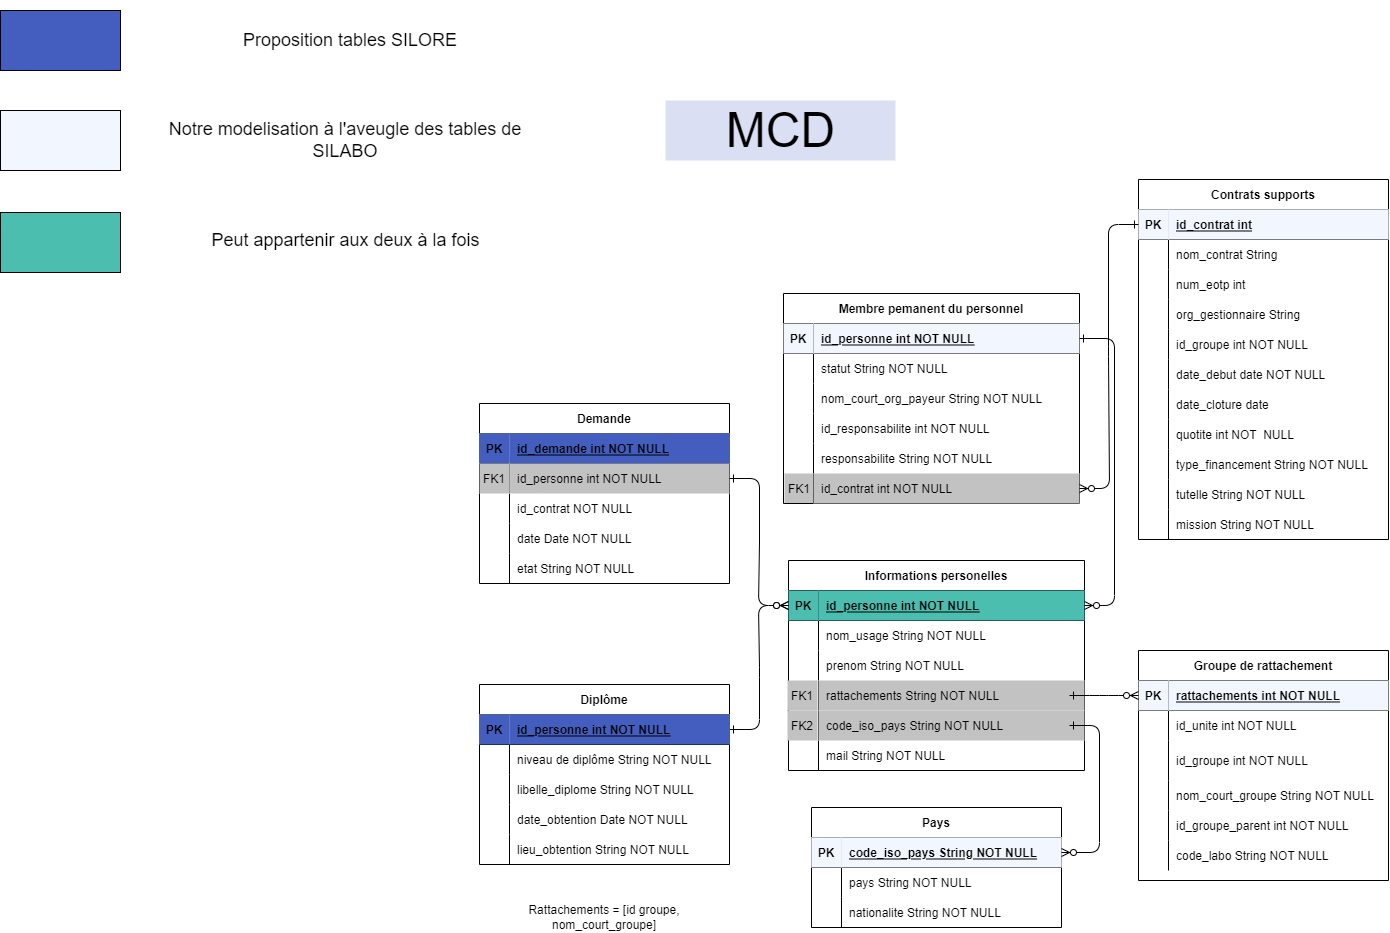 Proposition tables SILORE
Notre modelisation à l'aveugle des tables de
SILABO
Peut appartenir aux deux à la fois
MCD
Contrats supports
PK id_contrat int
nom_contrat String
num_eotp int
org_gestionnaire String
id_groupe int NOT NULL
date_debut date NOT NULL
date_cloture date
quotite int NOT  NULL
type_financement String NOT NULL
tutelle String NOT NULL
mission String NOT NULL
Membre pemanent du personnel
PK id_personne int NOT NULL
statut String NOT NULL
nom_court_org_payeur String NOT NULL
id_responsabilite int NOT NULL
responsabilite String NOT NULL
FK1 id_contrat int NOT NULL
Demande
PK id_demande int NOT NULL
FK1 id_personne int NOT NULL
id_contrat NOT NULL
date Date NOT NULL
etat String NOT NULL
Informations personelles
PK id_personne int NOT NULL
nom_usage String NOT NULL
prenom String NOT NULL
FK1 rattachements String NOT NULL
FK2 code_iso_pays String NOT NULL
mail String NOT NULL
Groupe de rattachement
PK rattachements int NOT NULL
id_unite int NOT NULL
id_groupe int NOT NULL
nom_court_groupe String NOT NULL
id_groupe_parent int NOT NULL
code_labo String NOT NULL
Diplôme
PK id_personne int NOT NULL
niveau de diplôme String NOT NULL
libelle_diplome String NOT NULL
date_obtention Date NOT NULL
lieu_obtention String NOT NULL
Pays
PK code_iso_pays String NOT NULL
pays String NOT NULL
nationalite String NOT NULL
Rattachements = [id groupe,
nom_court_groupe]